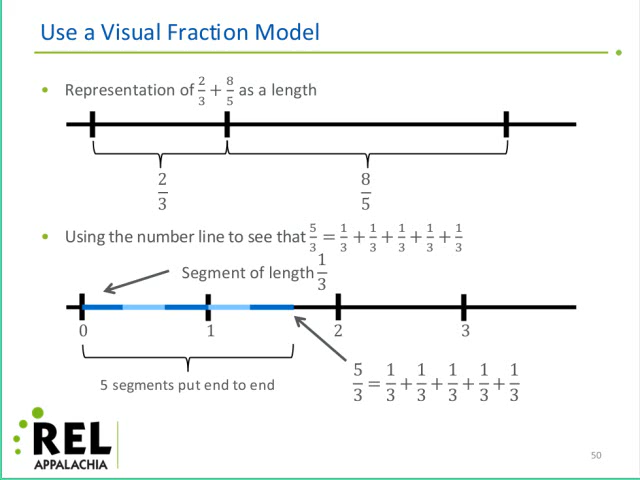 Use a Visual Fraction Model
• Representation of 2/3 + 8/5 as a length
2/3 8/5
• Using the number line to see that 5/3 = 1/3 + 1/3 + 1/3 + 1/3 + 1/3
Segment of length 1/3
0 1 2 3
5 segments put end to end
5/3 = 1/3 + 1/3 + 1/3 + 1/3 + 1/3
REL
APPALACHIA
50